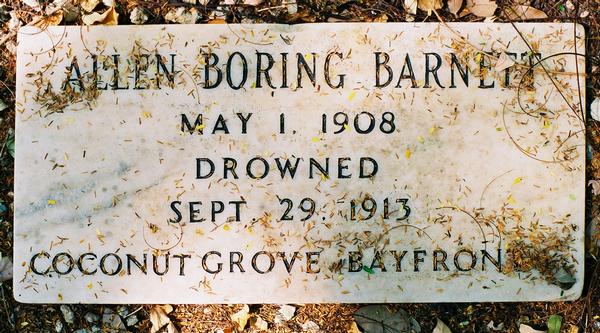 ALLEN BORING BARNETT
MAY 1, 1908
DROWNED
SEPT. 29, 1913
COCONUT GROVE BAYFRONT